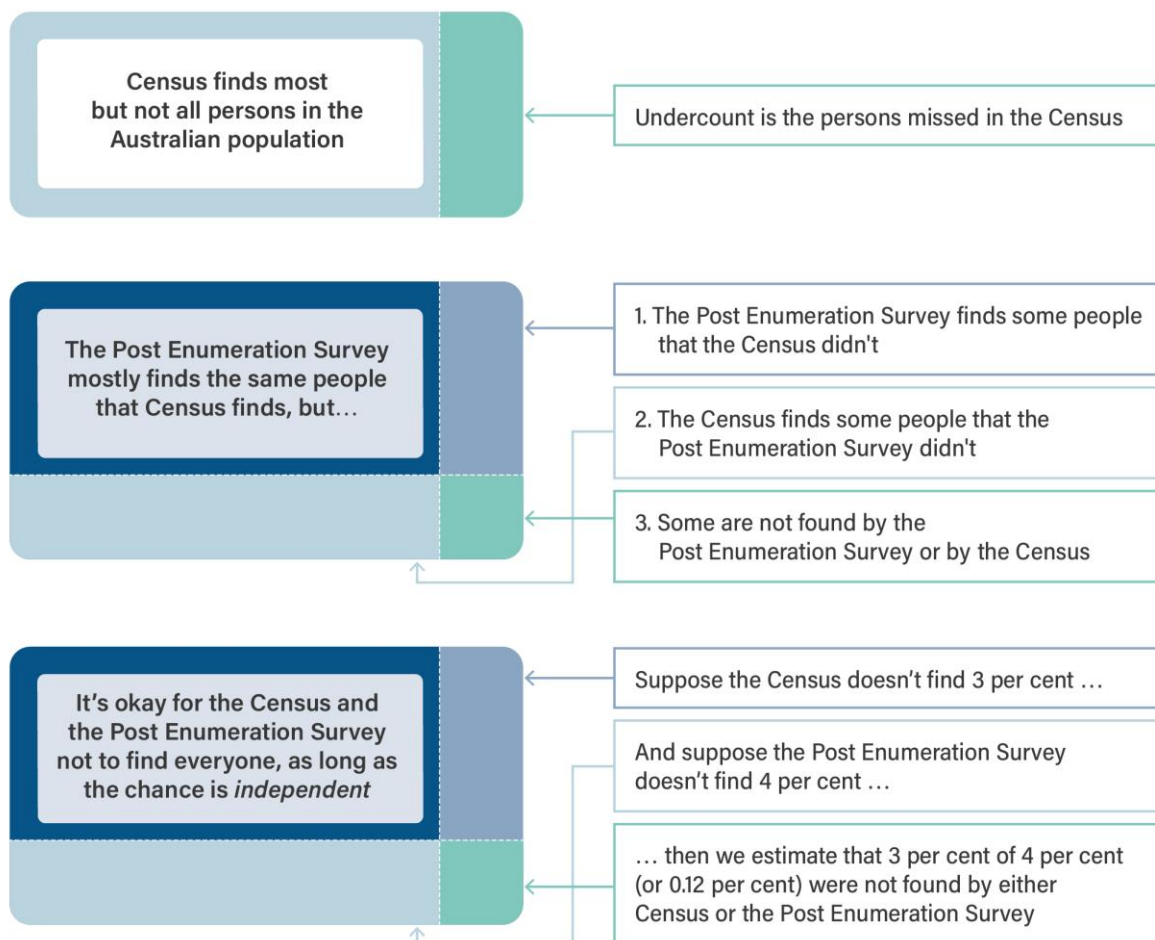 Census finds most
but not all persons in the
Australian population
Undercount is the persons missed in the Census
The Post Enumeration Survey
mostly finds the same people
that Census finds, but…
1. The Post Enumeration Survey finds some people
that the Census didn't
2. The Census finds some people that the
Post Enumeration Survey didn't
3. Some are not found by the
Post Enumeration Survey or by the Census
It's okay for the Census and
the Post Enumeration Survey
not to find everyone, as long as
the chance is independent
Suppose the Census doesn't find 3 per cent …
And suppose the Post Enumeration Survey
doesn't find 4 per cent …
… then we estimate that 3 per cent of 4 per cent
(or 0.12 per cent) were not found by either
Census or the Post Enumeration Survey